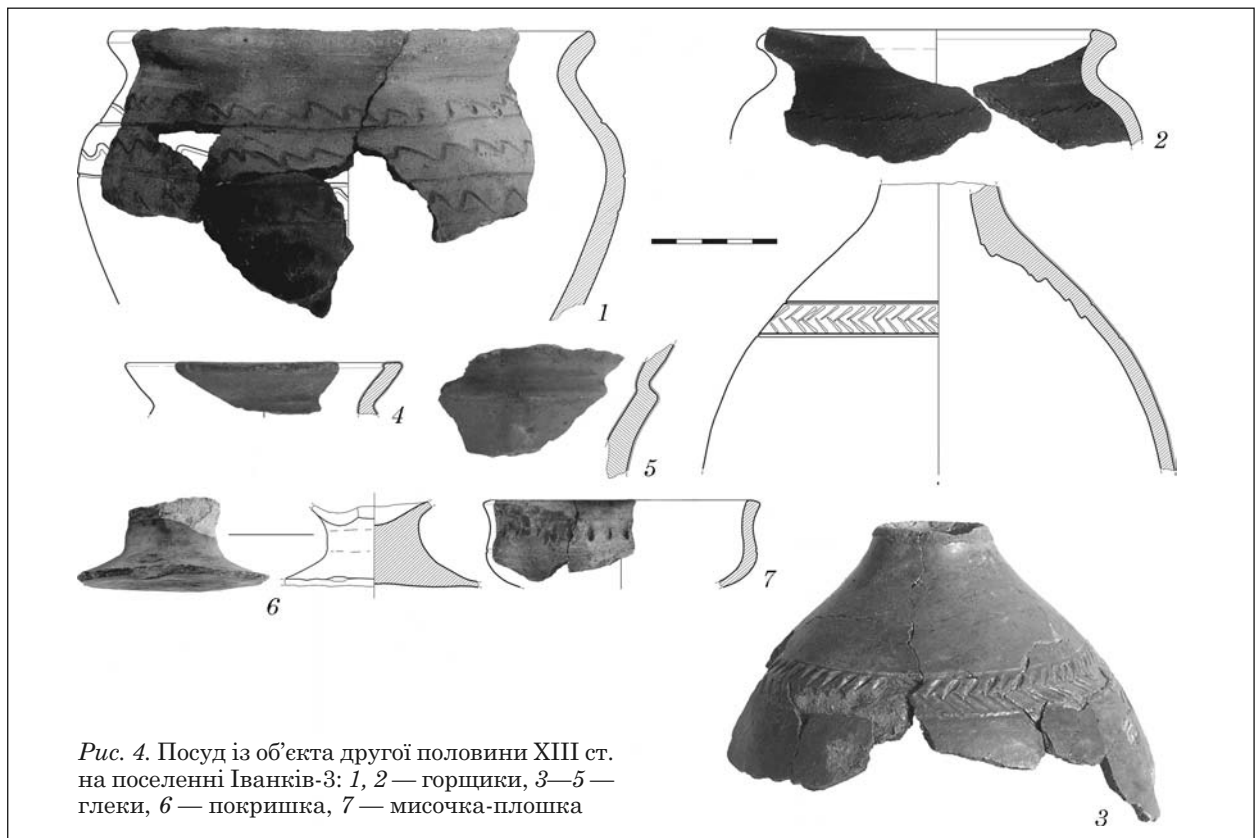 1
2
4
5
6
7
3
Рис. 4. Посуд із об’єкта другої половини XIII ст.
на поселенні Іванків-3: 1, 2 — горщики, 3—5 —
глеки, 6 — покришка, 7 — мисочка-плошка